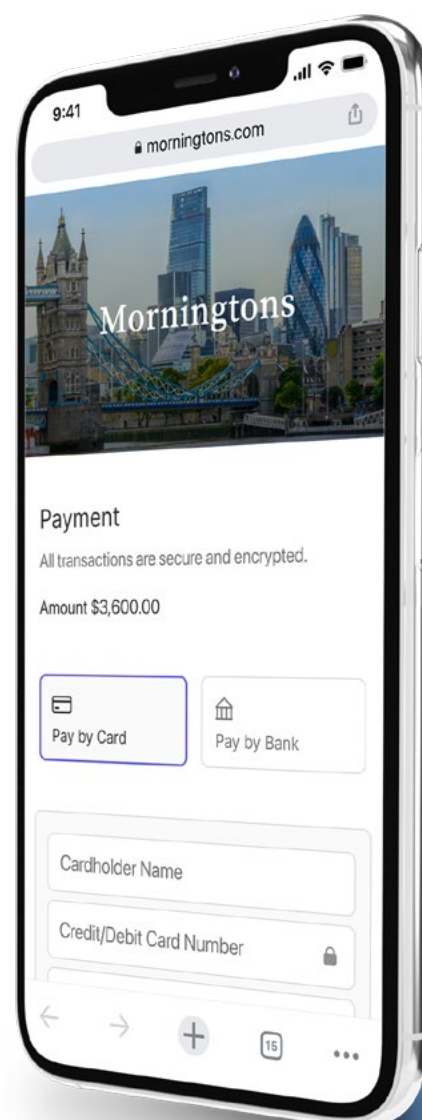 9:41
morningtons.com
Morningtons
Payment
All transactions are secure and encrypted.
Amount $3,600.00
Pay by Card
Pay by Bank
Cardholder Name
Credit/Debit Card Number
15